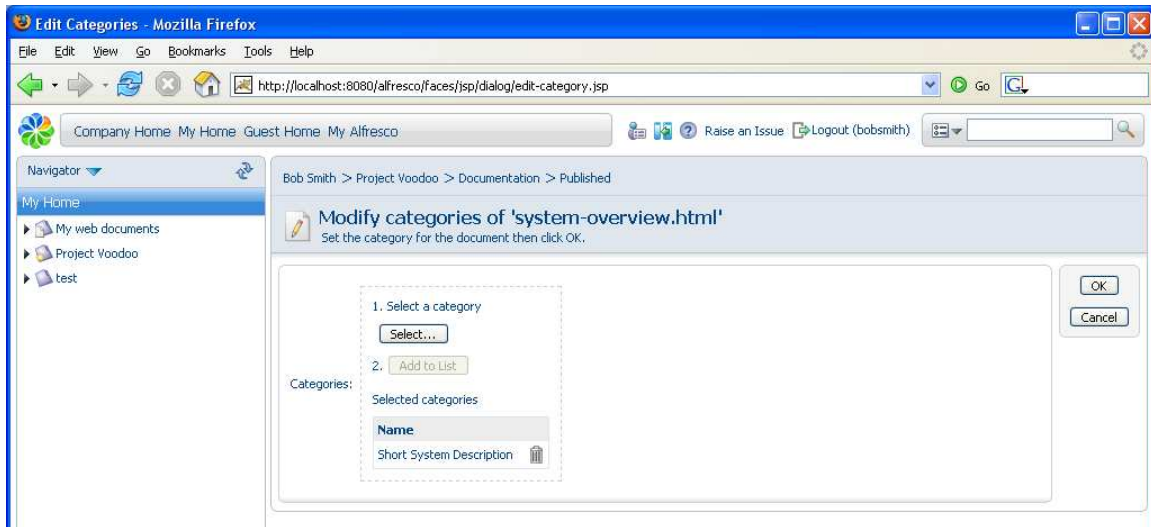 Edit Categories - Mozilla Firefox
File Edit View Go Bookmarks Tools Help
http://localhost:8080/alfresco/faces/jsp/dialog/edit-category.jsp
Go
G
Company Home My Home Guest Home My Alfresco
Raise an Issue Logout (bobsmith)
Navigator
My Home
My web documents
Project Voodoo
test
Bob Smith > Project Voodoo > Documentation > Published
Modify categories of 'system-overview.html'
Set the category for the document then click OK.
Categories:
1. Select a category
Select...
2. Add to List
Selected categories
Name
Short System Description
OK
Cancel